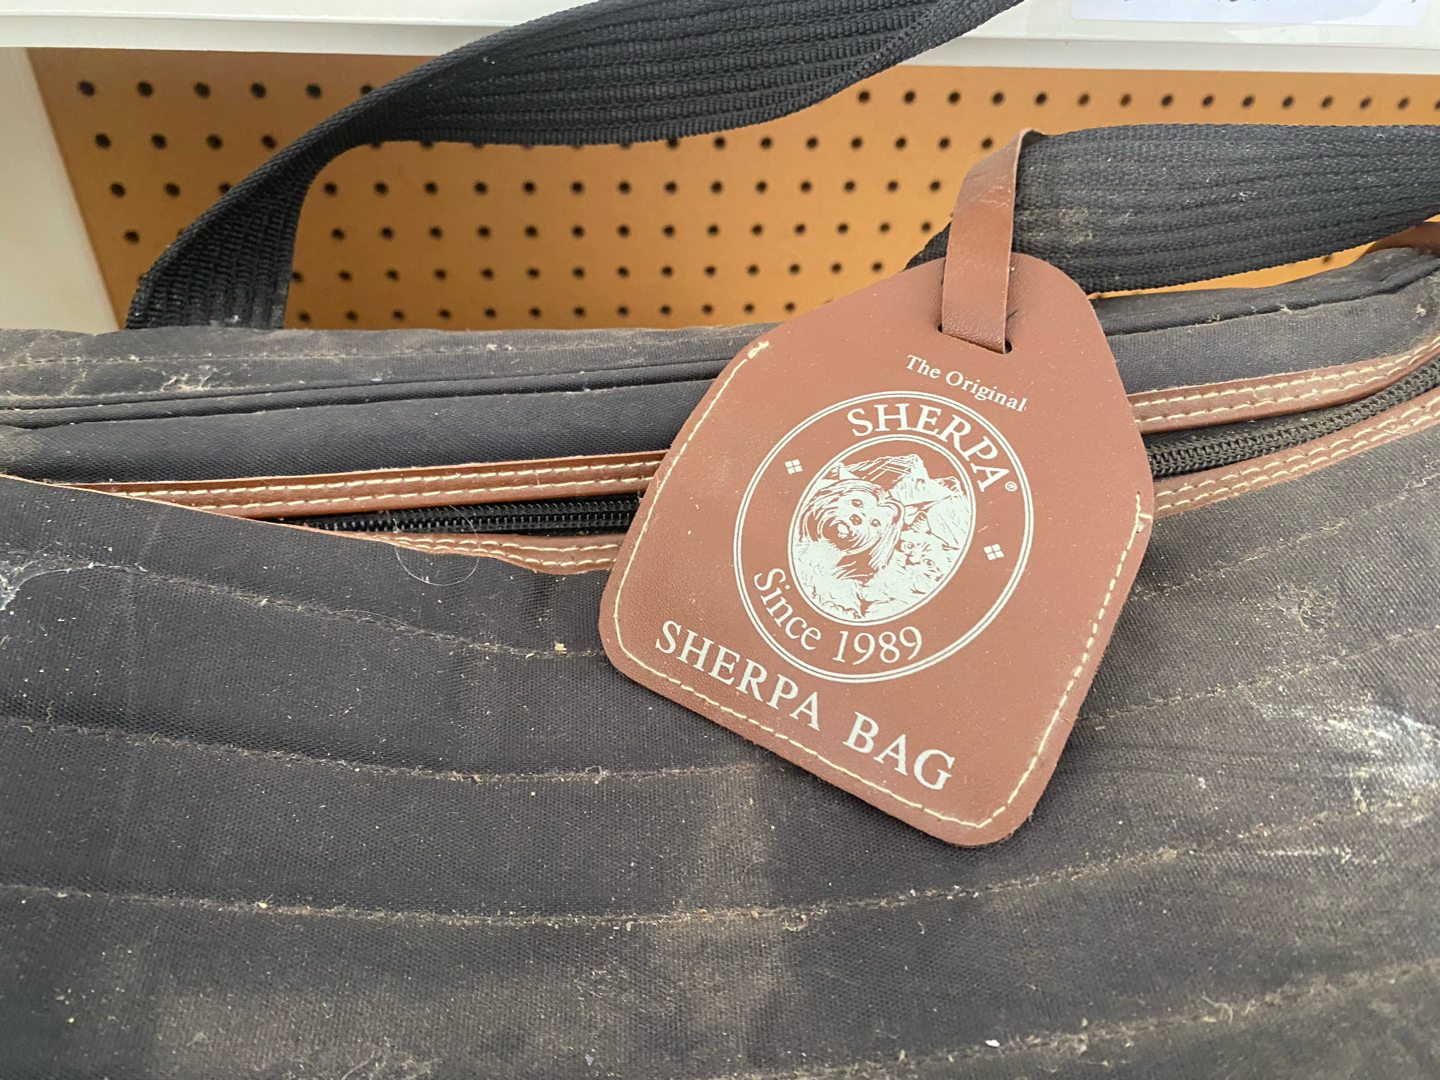 The Original
SHERPA®
Since 1989
SHERPA BAG